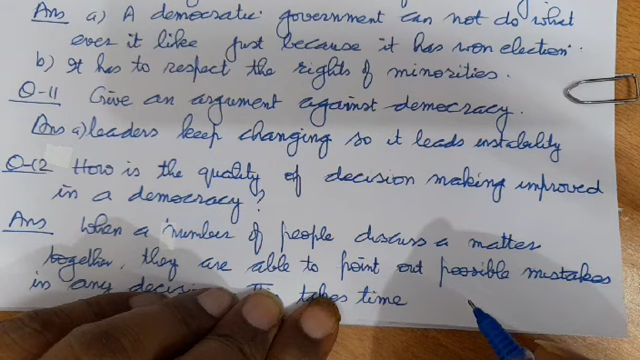 Ans a) A democratic government can not do what
ever it like just because it has won election.
b) It has to respect the rights of minorities.
Q-11 Give an argument against democracy.
Ans a) leaders keep changing so it leads instability
Q-12 How is the quality of decision making improved
in a democracy?
Ans When a number of people discuss a matter
together, they are able to point out possible mistakes
in any takes time